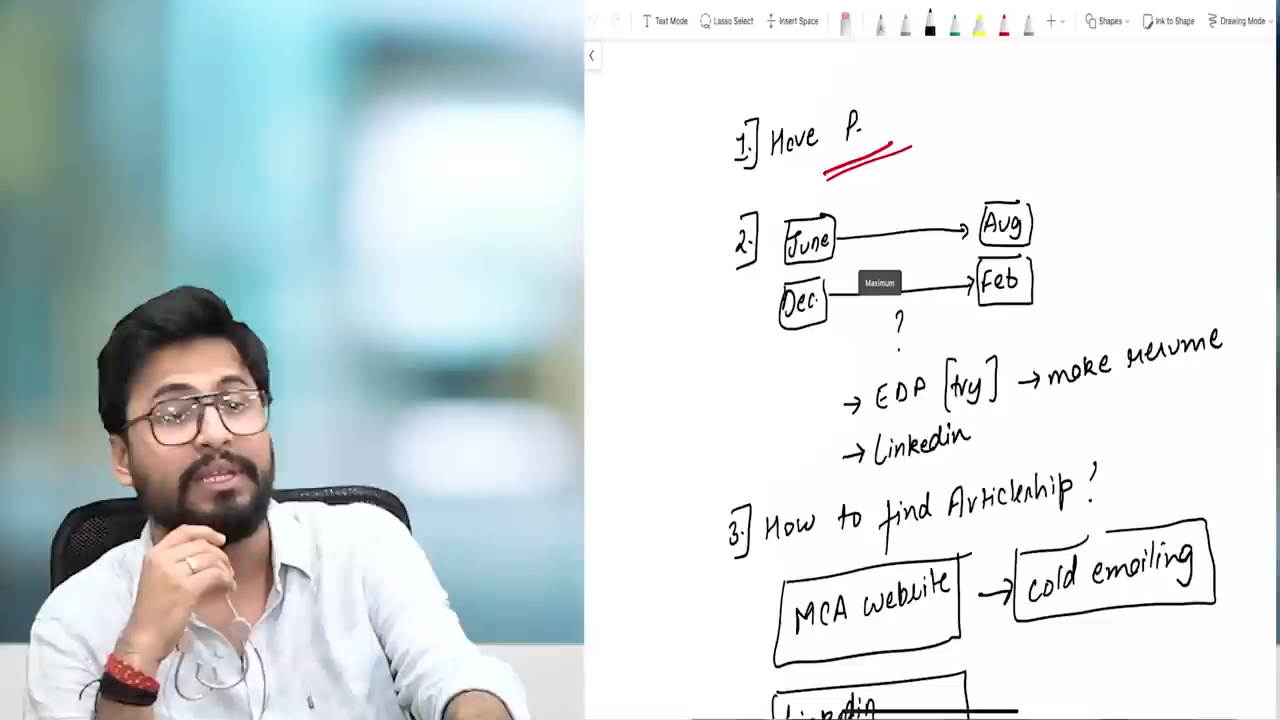 Text Mode Lasso Select Insert Space Shapes Ink to Shape Drawing Mode
1.] Have P.
2.] June → Aug
Dec. → Feb
Maximum
?
→ EDP [try] → make resume
→ Linkedin
3.] How to find Articleship?
MCA website → cold emailing
Linkedin